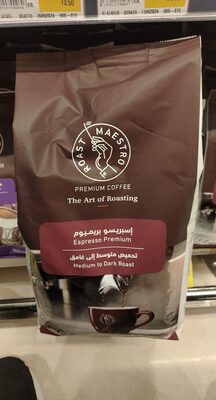 ROAST MAESTRO
PREMIUM COFFEE
The Art of Roasting
إسبريسو بريميوم
Espresso Premium
تحميص متوسط إلى غامق
Medium to Dark Roast